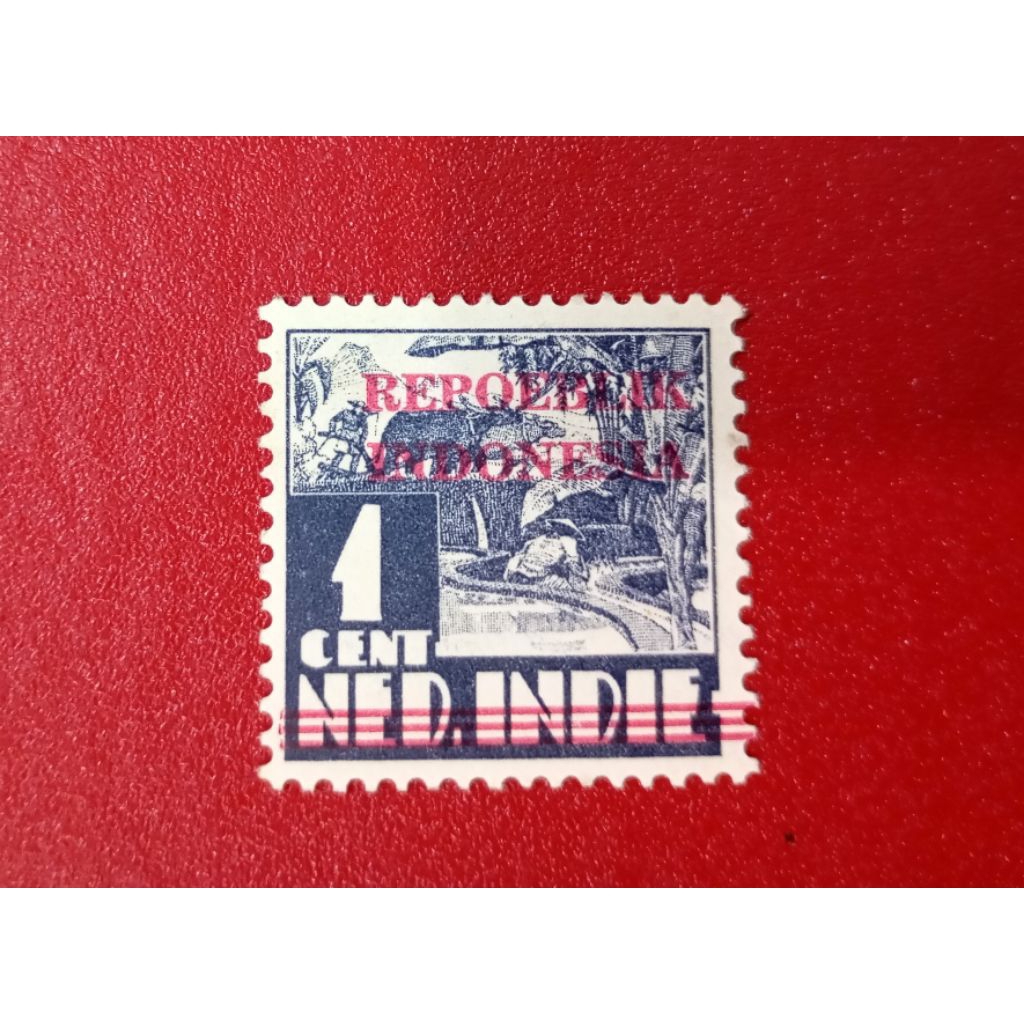 REPOEBLIK
INDONESIA
1
CENT
NED. INDIE